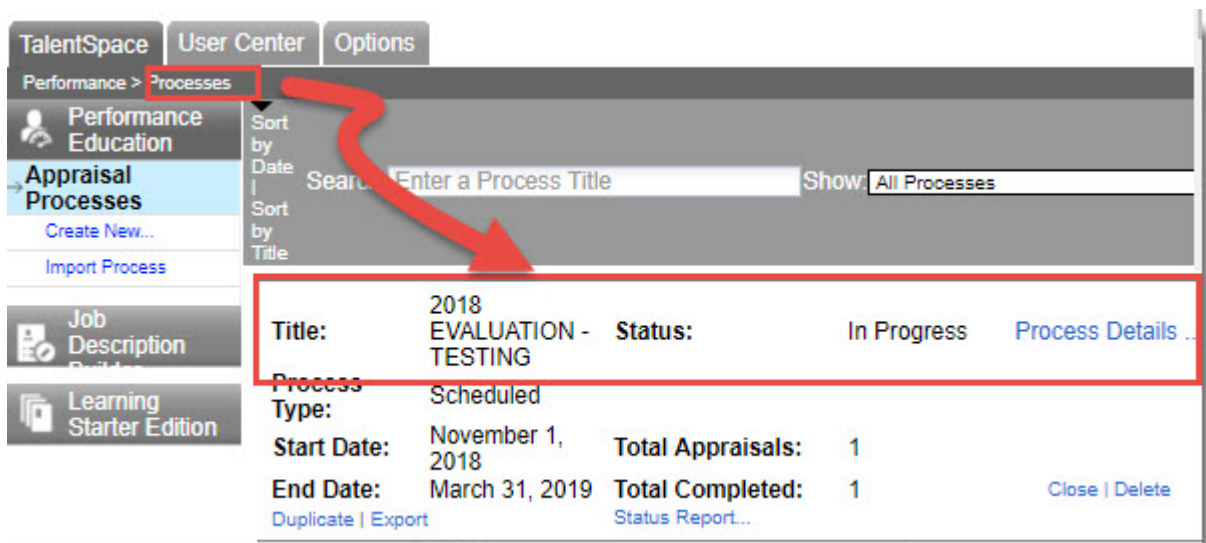 TalentSpace User Center Options
Performance > Processes
Performance
Education
Appraisal
Processes
Create New...
Import Process
Job
Description
Learning
Starter Edition
Sort
by
Date
|
Sort
by
Title
Enter a Process Title
Show: All Processes
Title: 2018 EVALUATION - TESTING Status: In Progress Process Details ...
Process Type: Scheduled
Start Date: November 1, 2018 Total Appraisals: 1
End Date: March 31, 2019 Total Completed: 1 Close | Delete
Duplicate | Export Status Report...